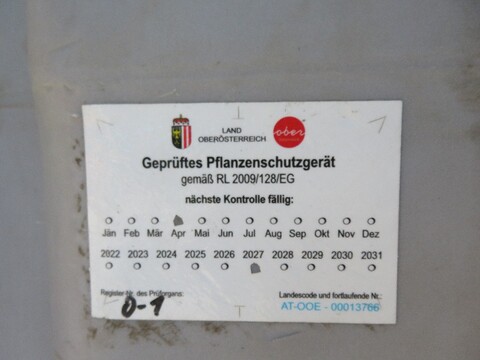 LAND
OBERÖSTERREICH
ober
Geprüftes Pflanzenschutzgerät
gemäß RL 2009/128/EG
nächste Kontrolle fällig:
Jän Feb Mär Apr Mai Jun Jul Aug Sep Okt Nov Dez
2022 2023 2024 2025 2026 2027 2028 2029 2030 2031
Register-Nr. des Prüforgans:
0-1
Landescode und fortlaufende Nr.:
AT-OOE - 00013766